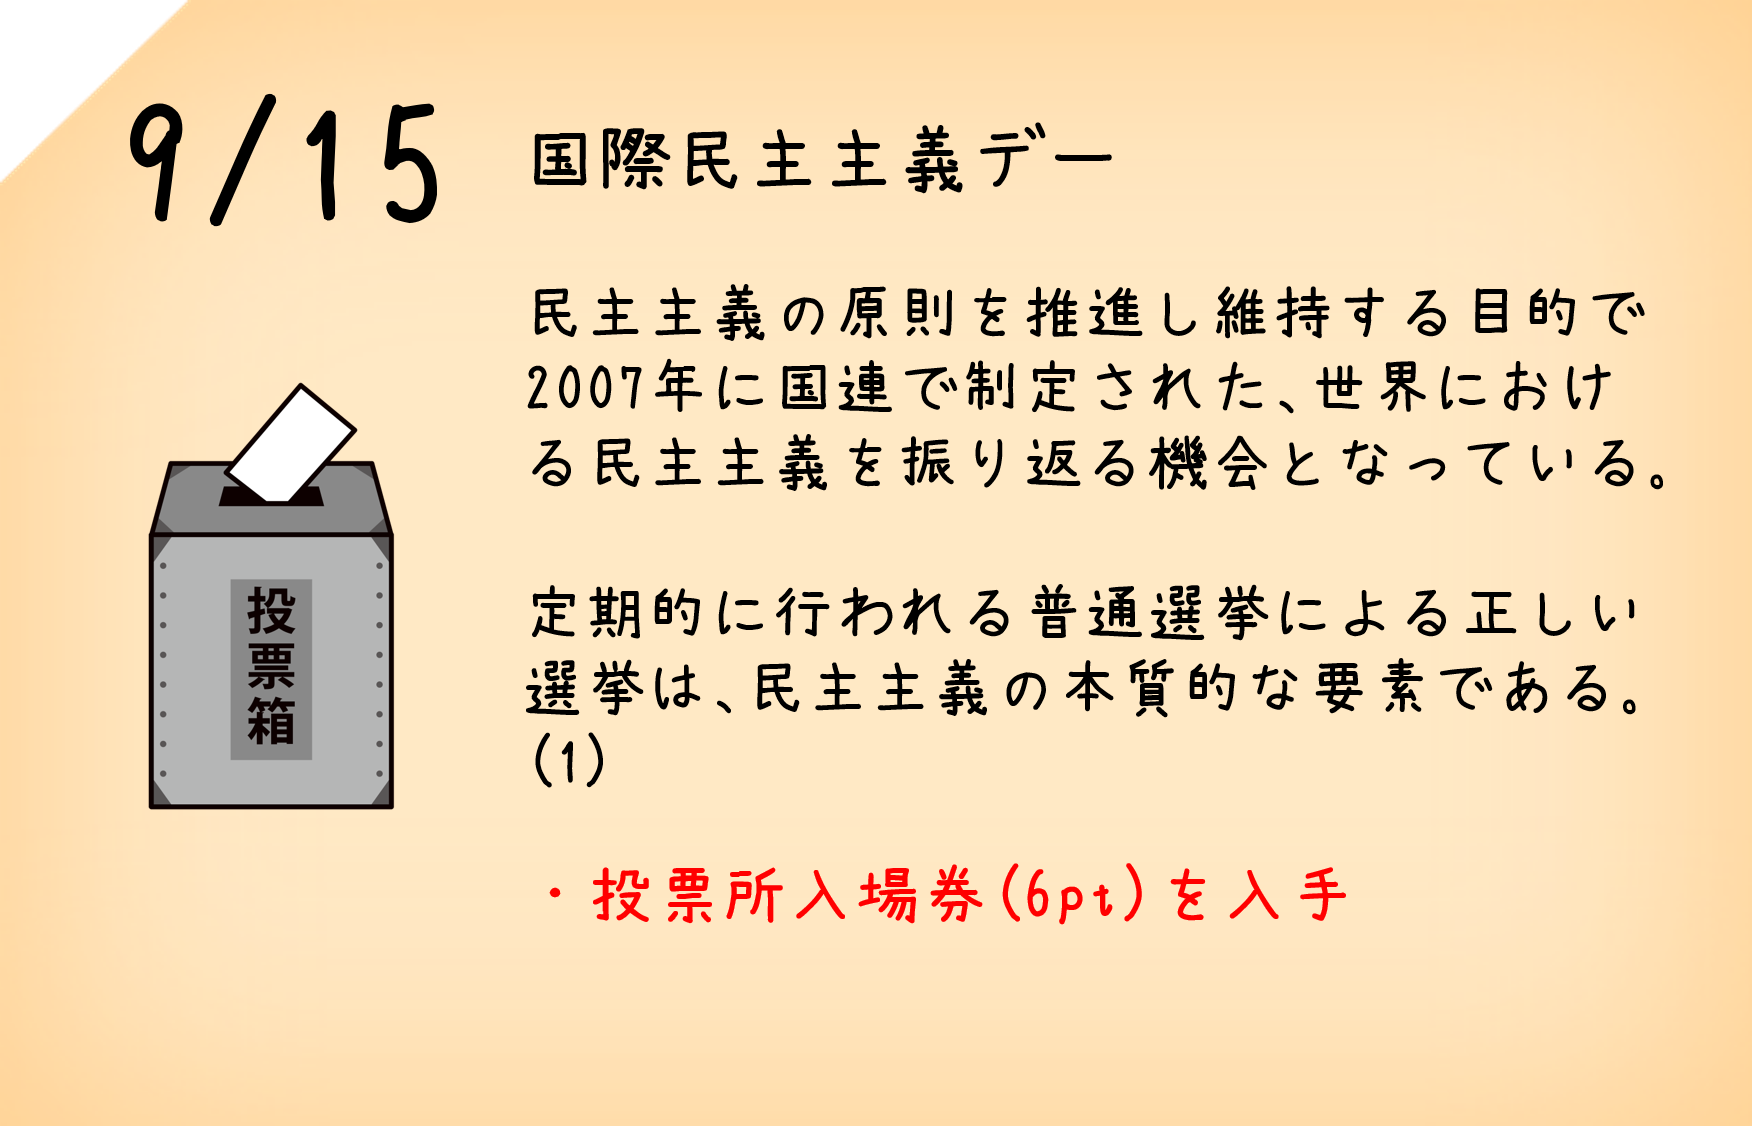 9/15
国際民主主義デー
民主主義の原則を推進し維持する目的で
2007年に国連で制定された、世界におけ
る民主主義を振り返る機会となっている。
定期的に行われる普通選挙による正しい
選挙は、民主主義の本質的な要素である。
(1)
投票箱
・投票所入場券(6pt)を入手